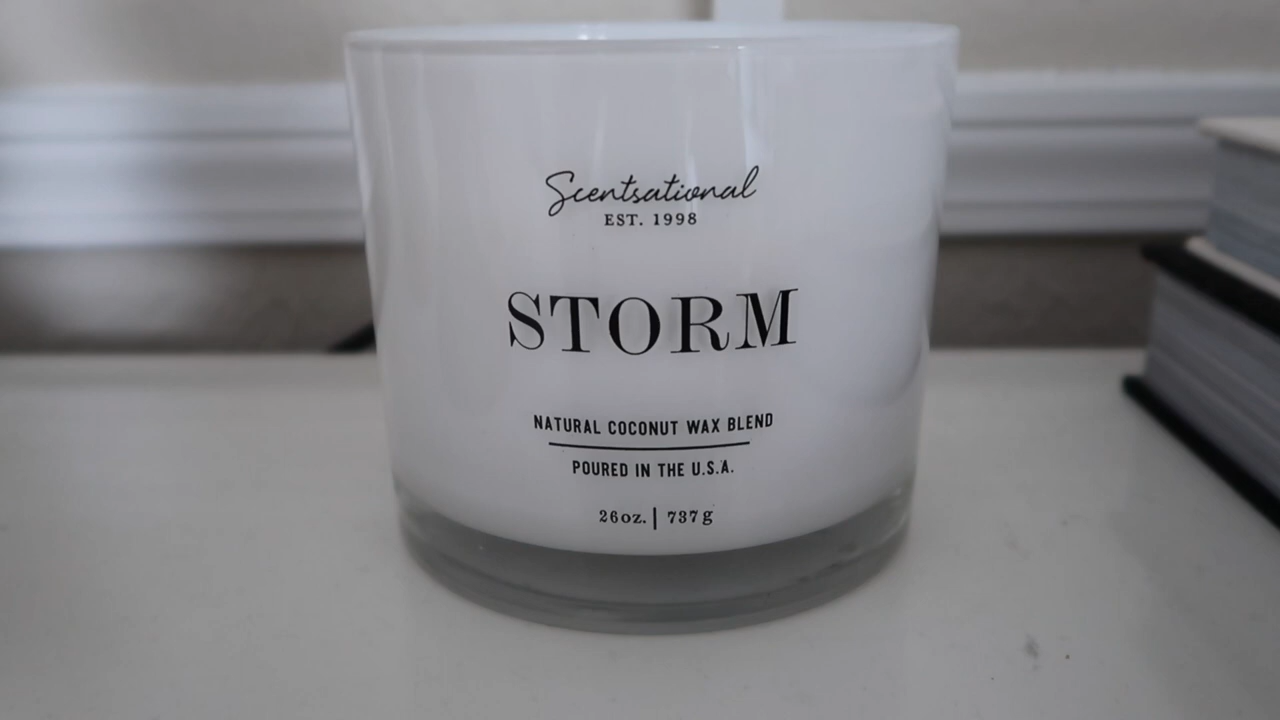 Scentsational
EST. 1998
STORM
NATURAL COCONUT WAX BLEND
POURED IN THE U.S.A.
26oz. | 737g